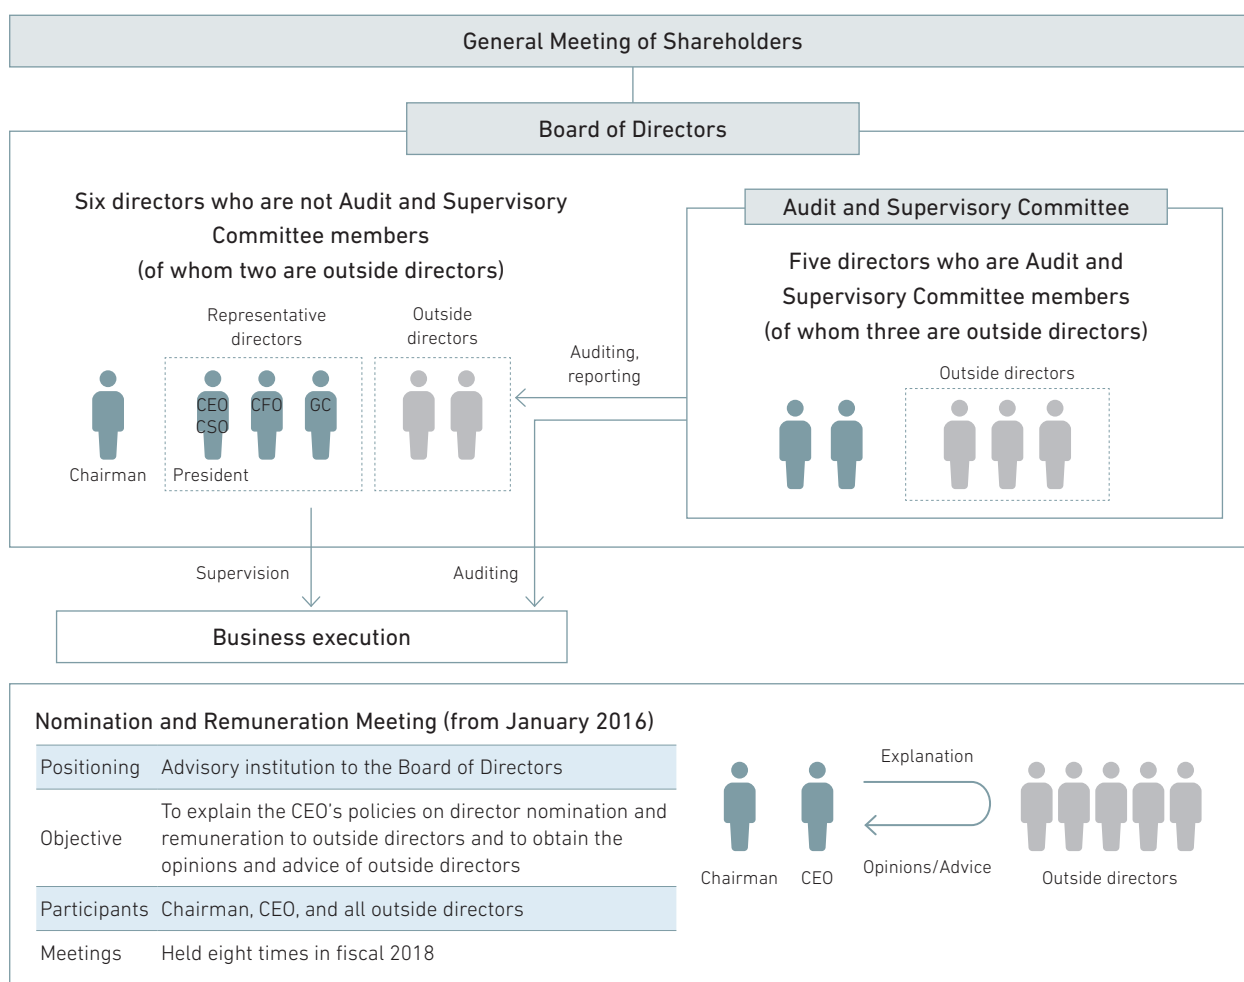 General Meeting of Shareholders
Board of Directors
Six directors who are not Audit and Supervisory
Committee members
(of whom two are outside directors)
Representative
directors
Outside
directors
CEO
CSO
CFO
GC
Chairman
President
Auditing,
reporting
Audit and Supervisory Committee
Five directors who are Audit and
Supervisory Committee members
(of whom three are outside directors)
Outside directors
Supervision
Auditing
Business execution
Nomination and Remuneration Meeting (from January 2016)
Positioning Advisory institution to the Board of Directors
Objective
To explain the CEO’s policies on director nomination and
remuneration to outside directors and to obtain the
opinions and advice of outside directors
Participants Chairman, CEO, and all outside directors
Meetings Held eight times in fiscal 2018
Explanation
Opinions/Advice
Chairman
CEO
Outside directors